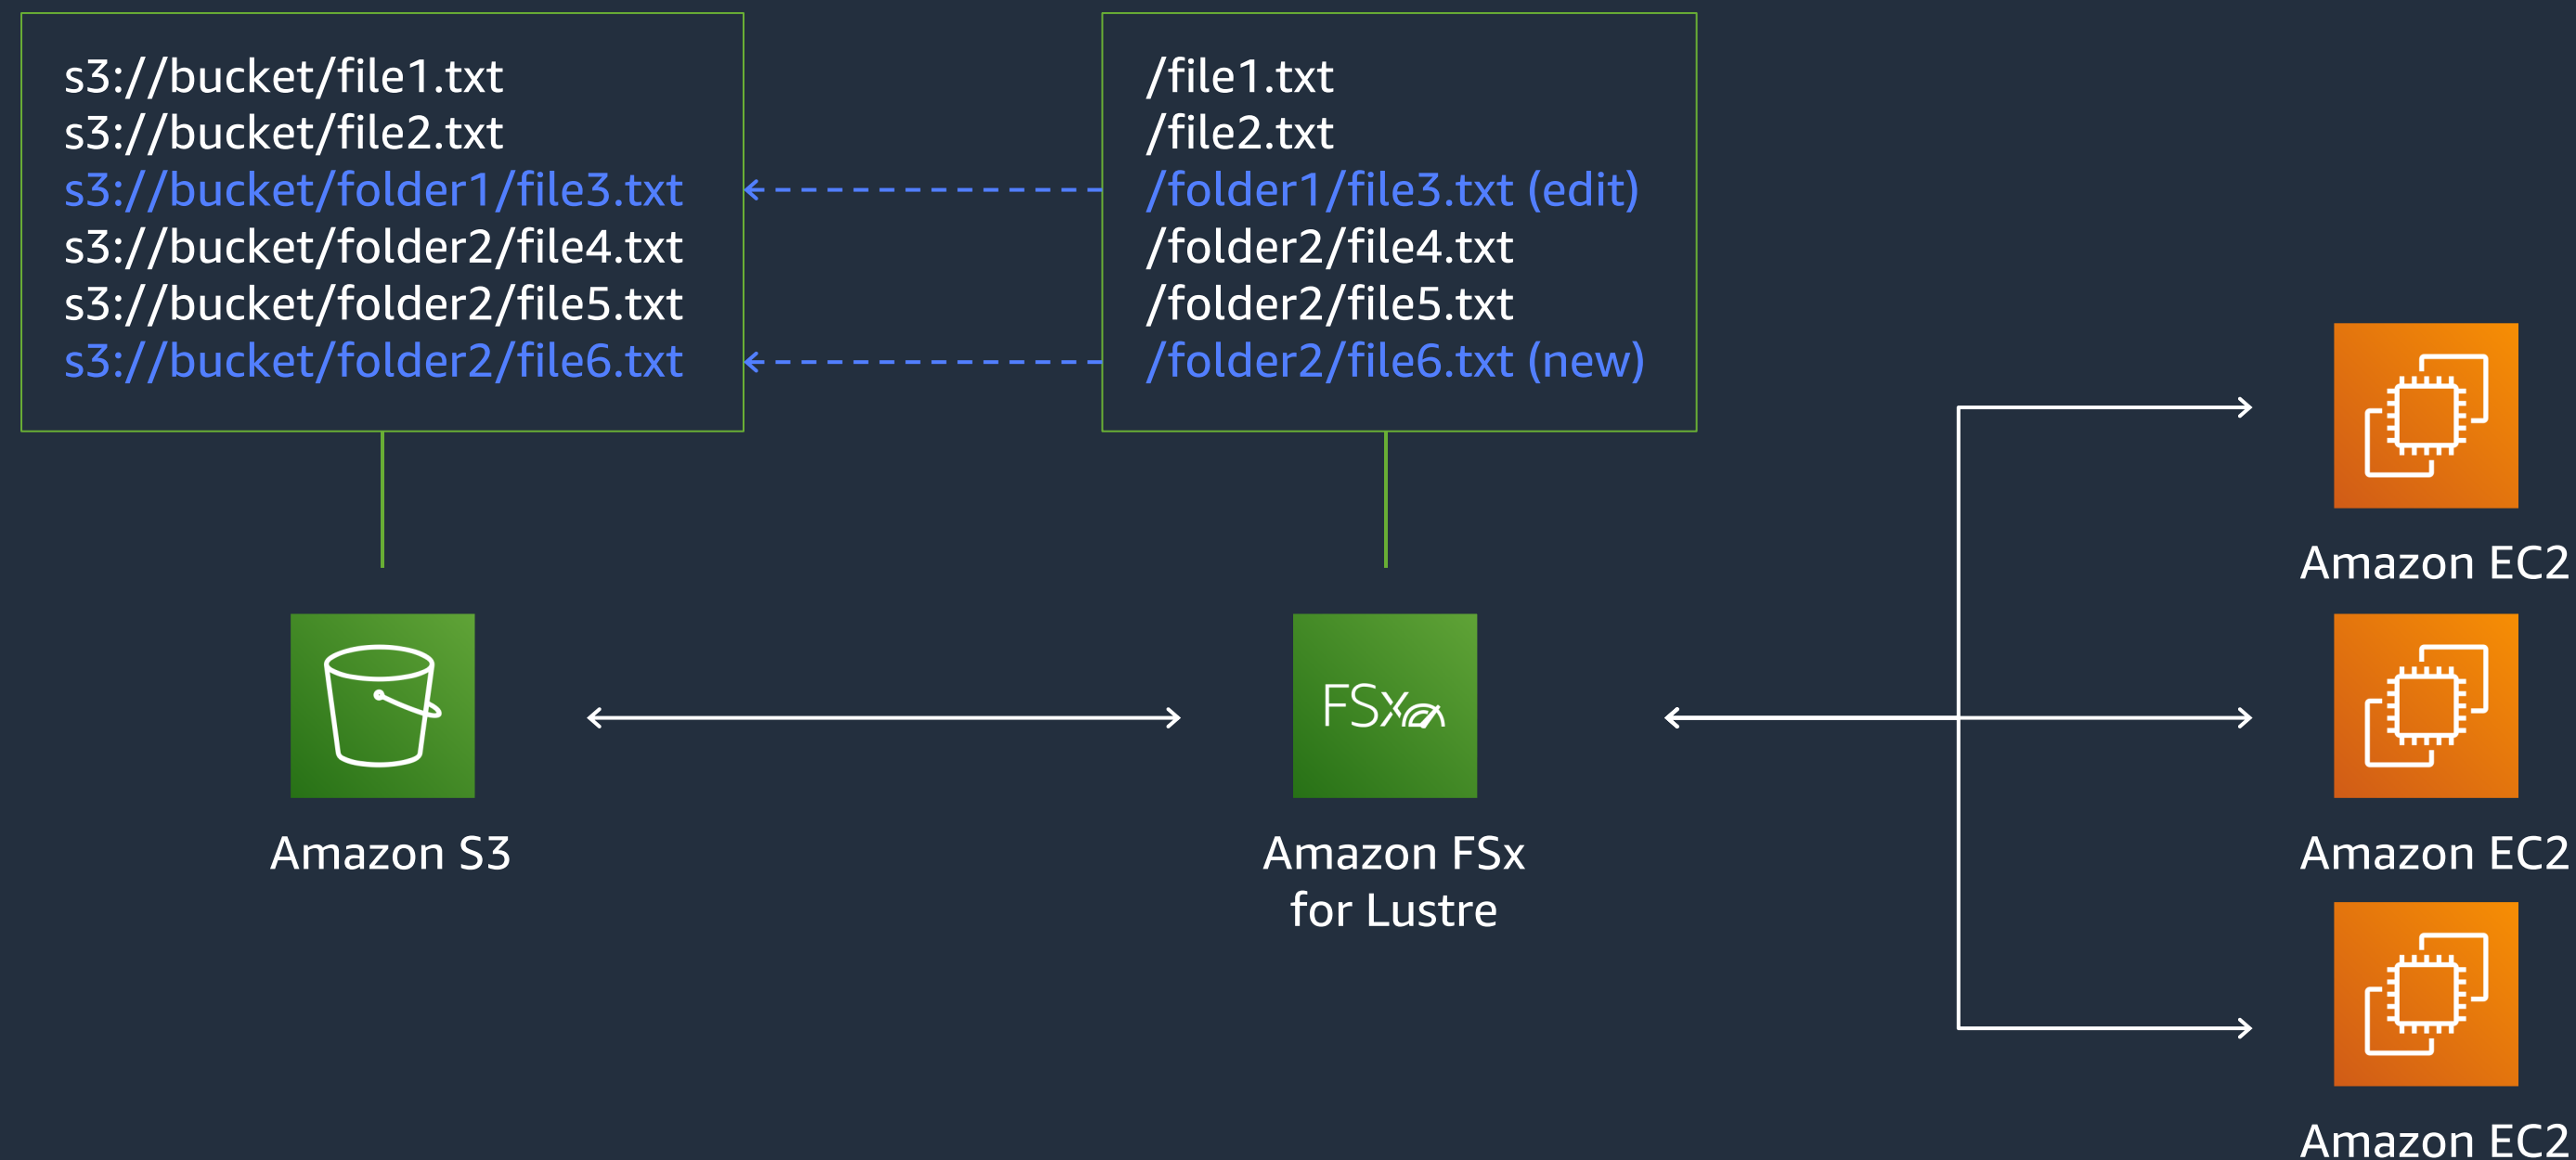 s3://bucket/file1.txt
s3://bucket/file2.txt
s3://bucket/folder1/file3.txt
s3://bucket/folder2/file4.txt
s3://bucket/folder2/file5.txt
s3://bucket/folder2/file6.txt
/file1.txt
/file2.txt
/folder1/file3.txt (edit)
/folder2/file4.txt
/folder2/file5.txt
/folder2/file6.txt (new)
Amazon EC2
FSx
Amazon S3
Amazon FSx
for Lustre
Amazon EC2
Amazon EC2